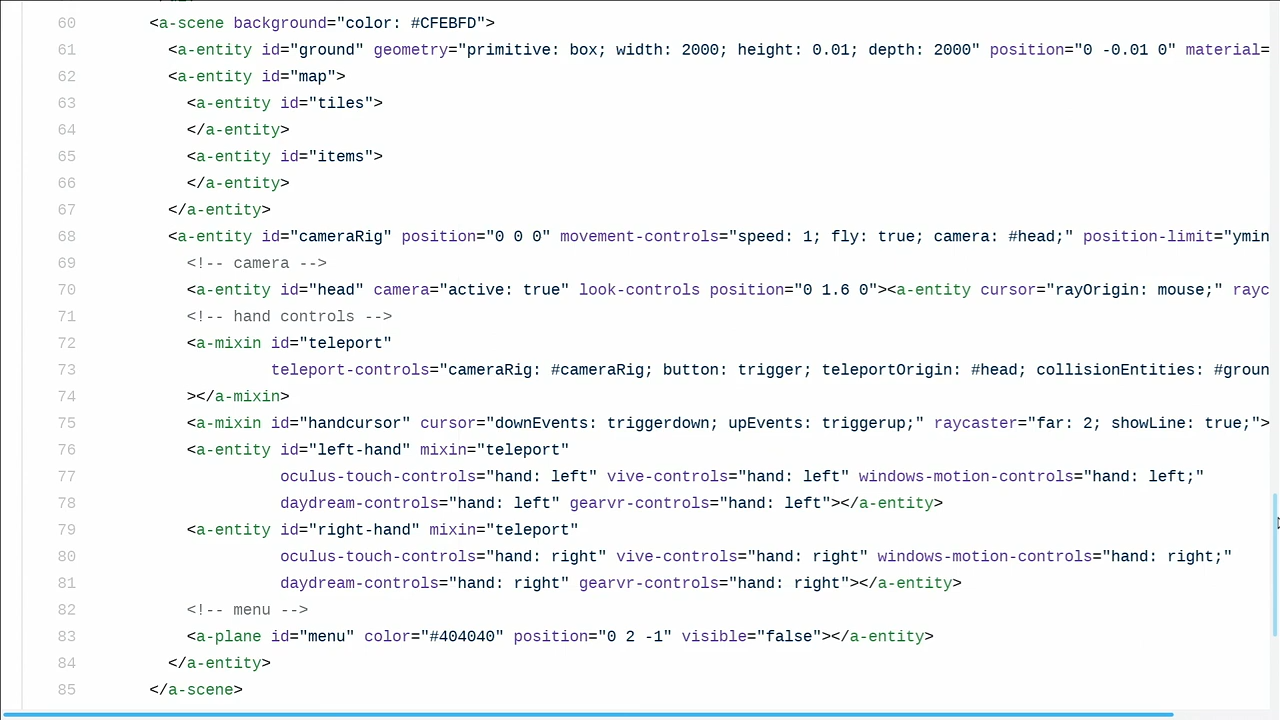 60 <a-scene background="color: #CFEBFD">
61 <a-entity id="ground" geometry="primitive: box; width: 2000; height: 0.01; depth: 2000" position="0 -0.01 0" material=
62 <a-entity id="map">
63 <a-entity id="tiles">
64 </a-entity>
65 <a-entity id="items">
66 </a-entity>
67 </a-entity>
68 <a-entity id="cameraRig" position="0 0 0" movement-controls="speed: 1; fly: true; camera: #head;" position-limit="ymin
69 <!-- camera -->
70 <a-entity id="head" camera="active: true" look-controls position="0 1.6 0"><a-entity cursor="rayOrigin: mouse;" rayc
71 <!-- hand controls -->
72 <a-mixin id="teleport"
73 teleport-controls="cameraRig: #cameraRig; button: trigger; teleportOrigin: #head; collisionEntities: #groun
74 ></a-mixin>
75 <a-mixin id="handcursor" cursor="downEvents: triggerdown; upEvents: triggerup;" raycaster="far: 2; showLine: true;">
76 <a-entity id="left-hand" mixin="teleport"
77 oculus-touch-controls="hand: left" vive-controls="hand: left" windows-motion-controls="hand: left;"
78 daydream-controls="hand: left" gearvr-controls="hand: left"></a-entity>
79 <a-entity id="right-hand" mixin="teleport"
80 oculus-touch-controls="hand: right" vive-controls="hand: right" windows-motion-controls="hand: right;"
81 daydream-controls="hand: right" gearvr-controls="hand: right"></a-entity>
82 <!-- menu -->
83 <a-plane id="menu" color="#404040" position="0 2 -1" visible="false"></a-entity>
84 </a-entity>
85 </a-scene>